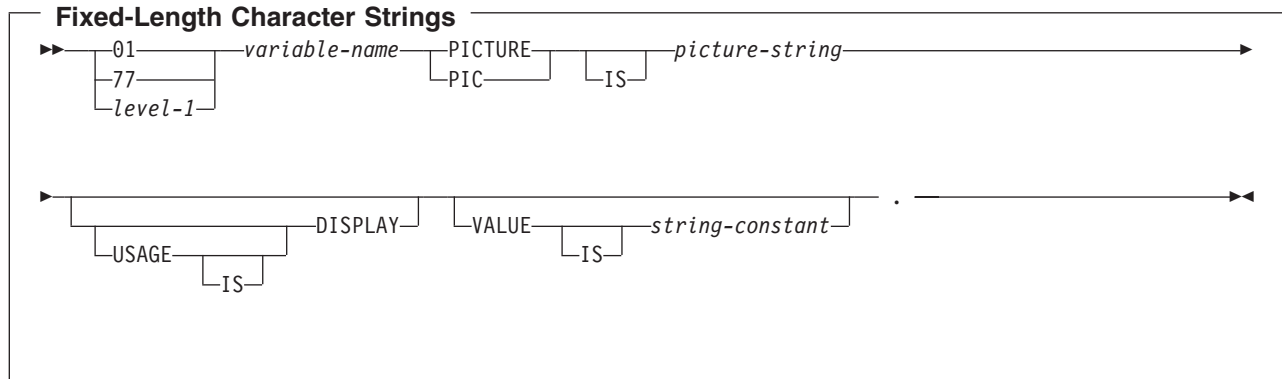 Fixed-Length Character Strings
01 variable-name PICTURE picture-string
77 PIC IS
level-1
.
DISPLAY VALUE string-constant
USAGE IS
IS